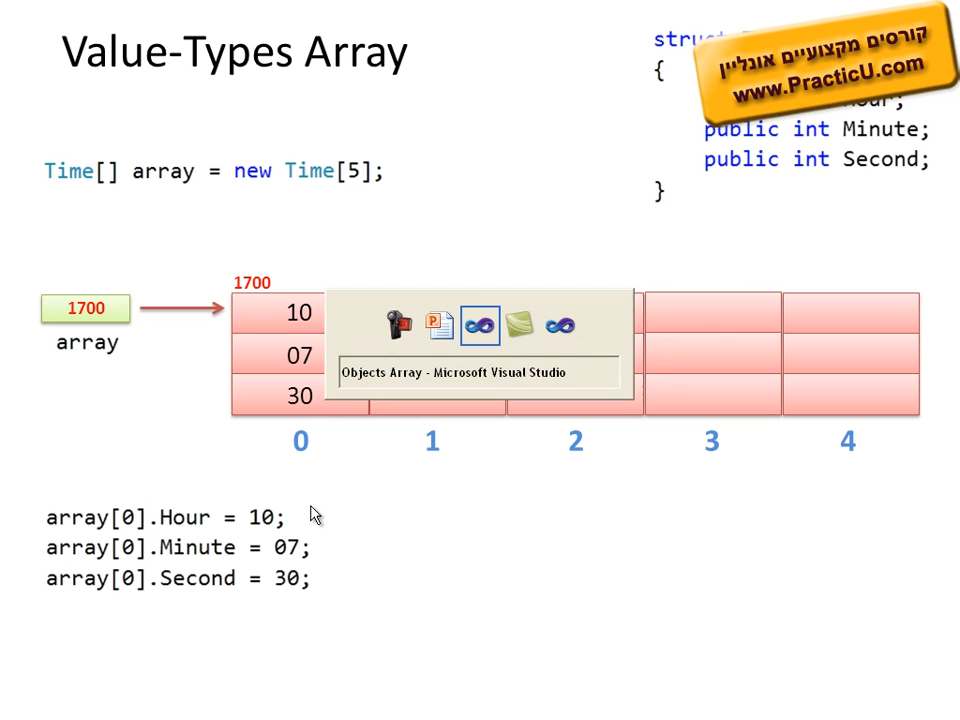 Value-Types Array
קורסים מקצועיים אונליין
www.PracticU.com
struct
{
Hour;
public int Minute;
public int Second;
}
Time[] array = new Time[5];
1700
1700
array
10
07
30
Objects Array - Microsoft Visual Studio
0 1 2 3 4
array[0].Hour = 10;
array[0].Minute = 07;
array[0].Second = 30;